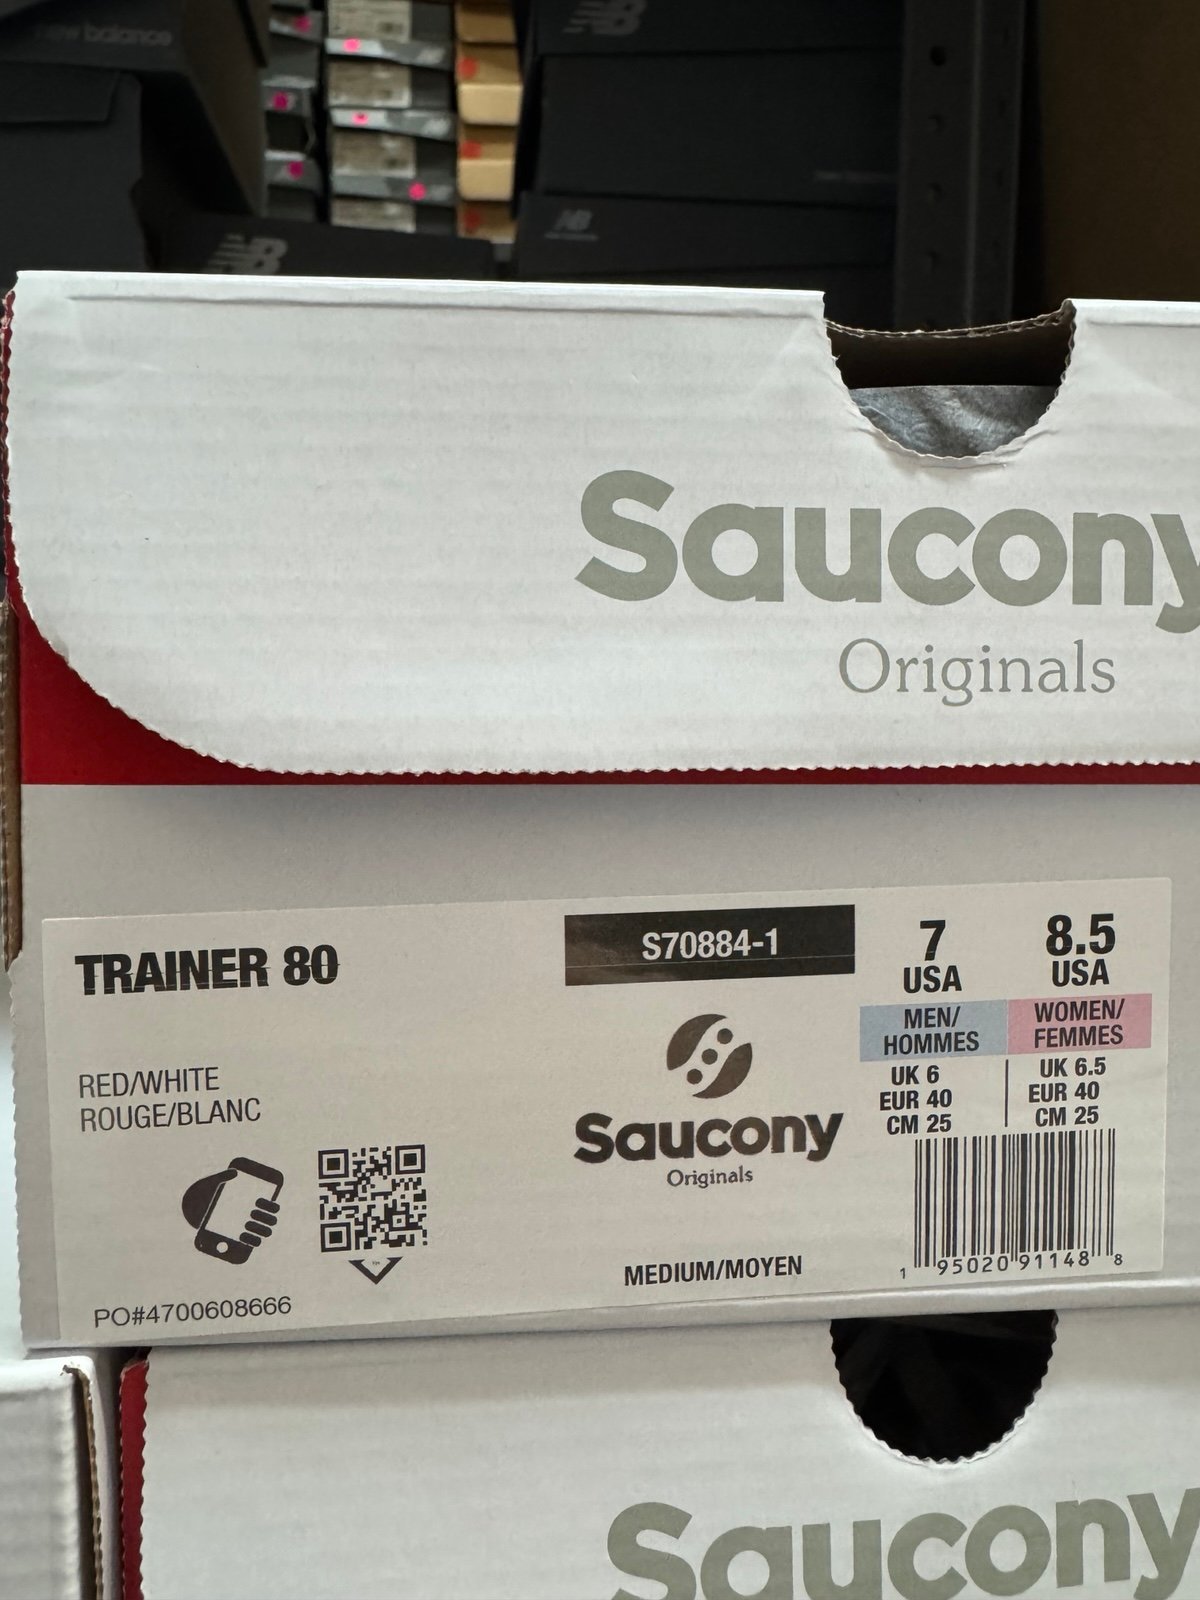 new balance
Saucony
Originals
TRAINER 80
S70884-1
7
USA
8.5
USA
MEN/
HOMMES
WOMEN/
FEMMES
UK 6
EUR 40
CM 25
UK 6.5
EUR 40
CM 25
RED/WHITE
ROUGE/BLANC
Saucony
Originals
MEDIUM/MOYEN
1 95020 91148 8
PO#4700608666
Saucony